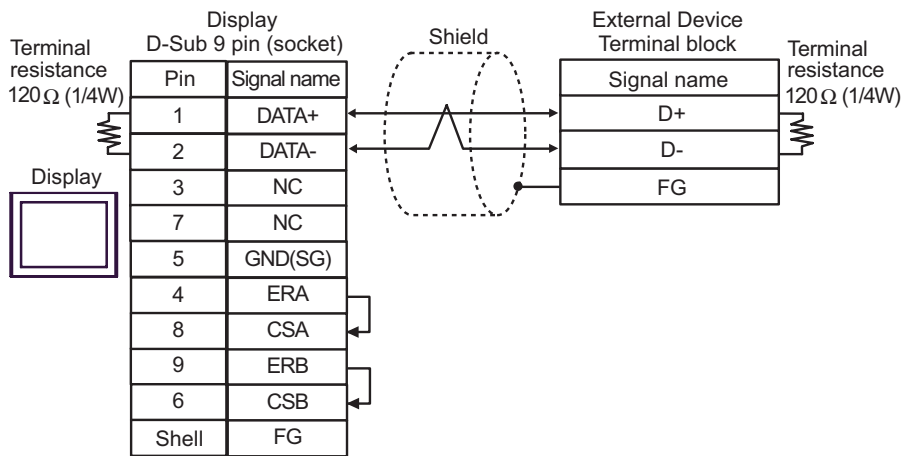 Display
D-Sub 9 pin (socket)
Terminal
resistance
120Ω (1/4W)
Pin Signal name
1 DATA+
2 DATA-
3 NC
7 NC
5 GND(SG)
4 ERA
8 CSA
9 ERB
6 CSB
Shell FG
Display
Shield
External Device
Terminal block
Signal name
D+
D-
FG
Terminal
resistance
120Ω (1/4W)